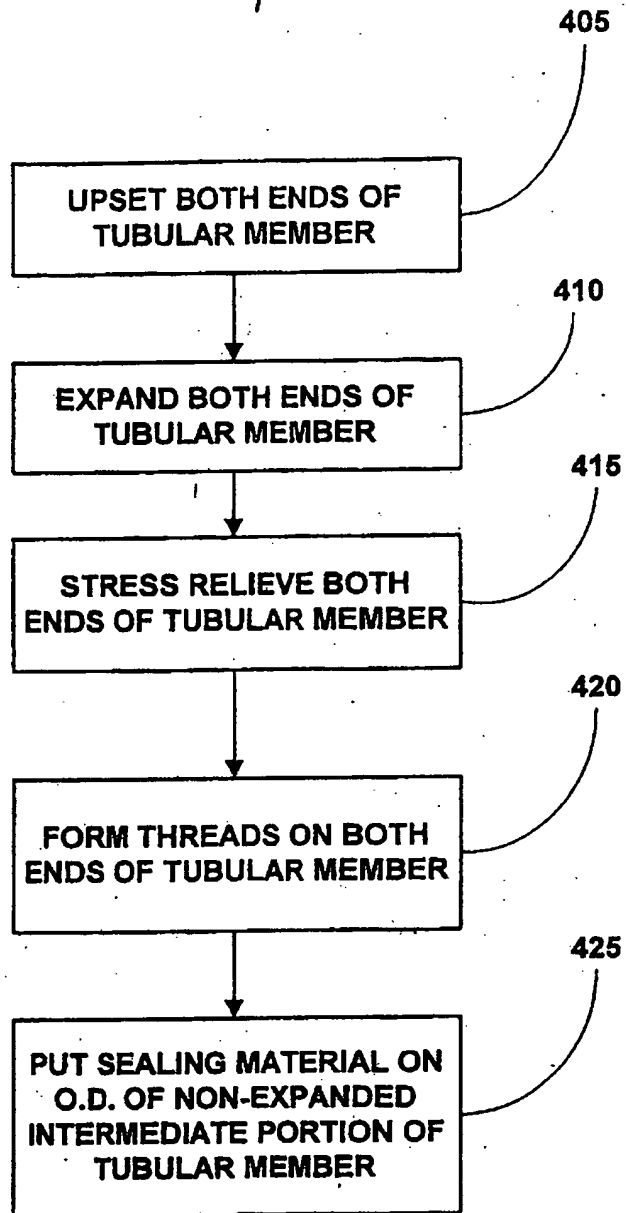 405
UPSET BOTH ENDS OF
TUBULAR MEMBER
410
EXPAND BOTH ENDS OF
TUBULAR MEMBER
415
STRESS RELIEVE BOTH
ENDS OF TUBULAR MEMBER
420
FORM THREADS ON BOTH
ENDS OF TUBULAR MEMBER
425
PUT SEALING MATERIAL ON
O.D. OF NON-EXPANDED
INTERMEDIATE PORTION OF
TUBULAR MEMBER